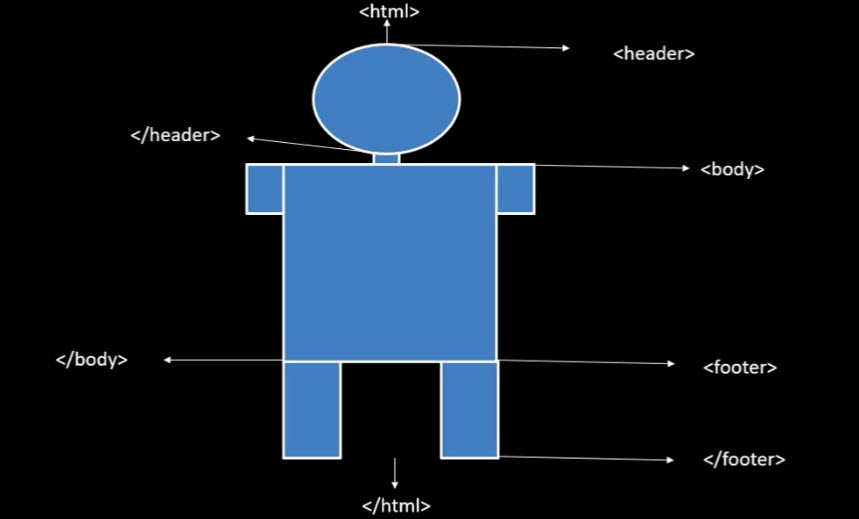 <html>
<header>
</header>
<body>
</body>
<footer>
</footer>
</html>